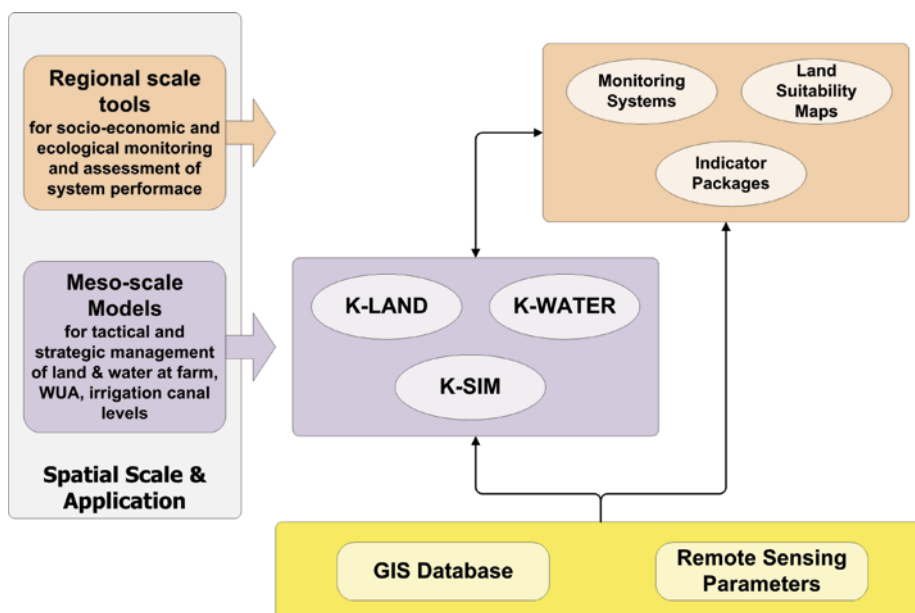 Regional scale
tools
for socio-economic and
ecological monitoring
and assessment of
system performace
Meso-scale
Models
for tactical and
strategic management
of land & water at farm,
WUA, irrigation canal
levels
Spatial Scale &
Application
Monitoring
Systems
Land
Suitability
Maps
Indicator
Packages
K-LAND
K-WATER
K-SIM
GIS Database
Remote Sensing
Parameters